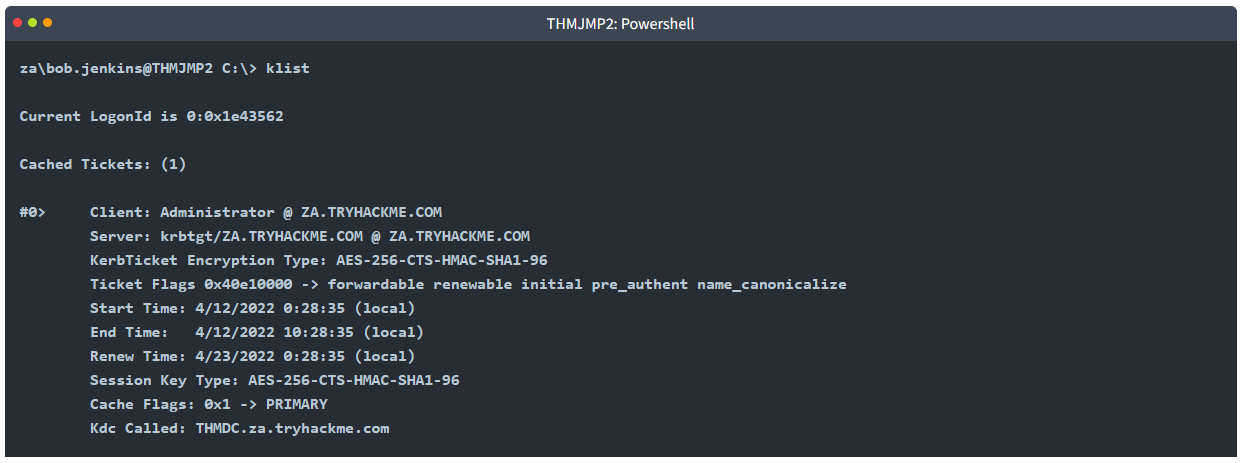 THMJMP2: Powershell
za\bob.jenkins@THMJMP2 C:\> klist
Current LogonId is 0:0x1e43562
Cached Tickets: (1)
#0>     Client: Administrator @ ZA.TRYHACKME.COM
        Server: krbtgt/ZA.TRYHACKME.COM @ ZA.TRYHACKME.COM
        KerbTicket Encryption Type: AES-256-CTS-HMAC-SHA1-96
        Ticket Flags 0x40e10000 -> forwardable renewable initial pre_authent name_canonicalize
        Start Time: 4/12/2022 0:28:35 (local)
        End Time:   4/12/2022 10:28:35 (local)
        Renew Time: 4/23/2022 0:28:35 (local)
        Session Key Type: AES-256-CTS-HMAC-SHA1-96
        Cache Flags: 0x1 -> PRIMARY
        Kdc Called: THMDC.za.tryhackme.com